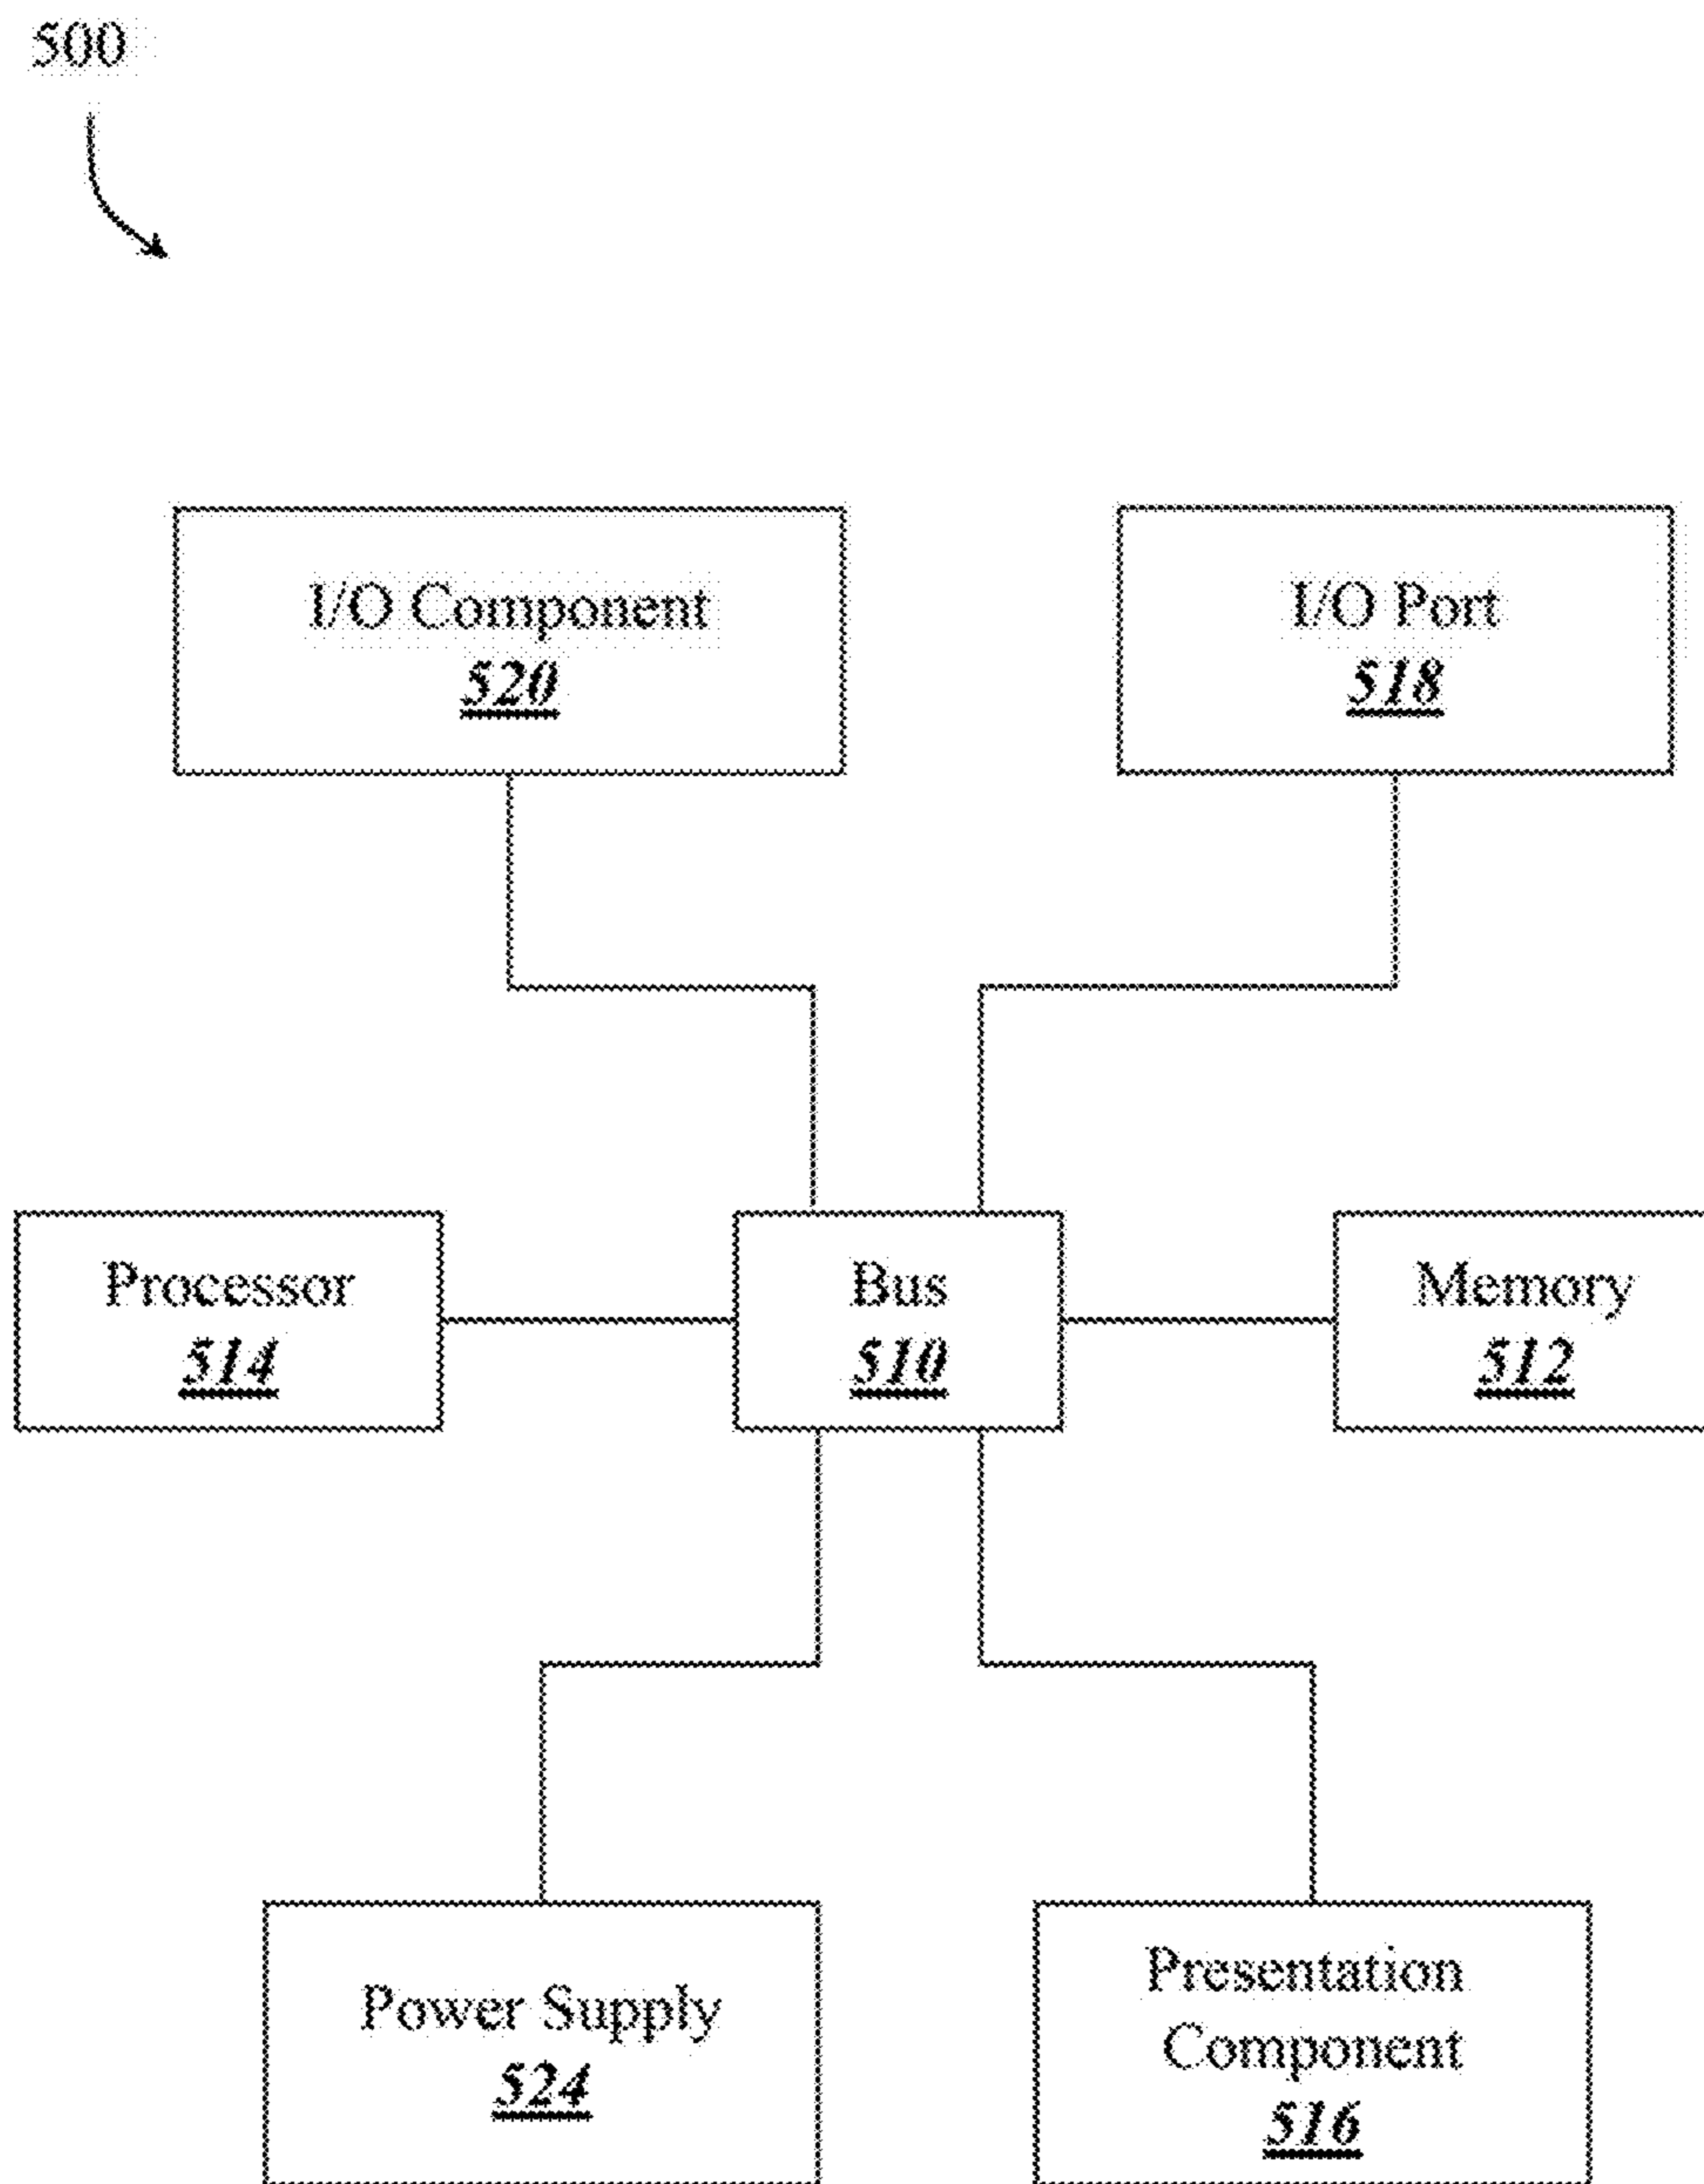 500
I/O Component
520
I/O Port
518
Processor
514
Bus
510
Memory
512
Power Supply
524
Presentation
Component
516